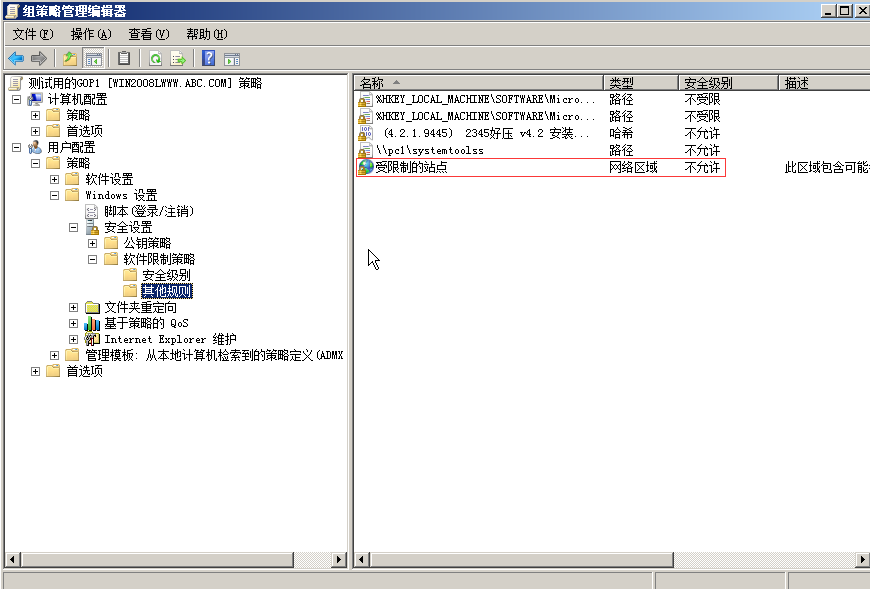 组策略管理编辑器
文件(F) 操作(A) 查看(V) 帮助(H)
测试用的GOP1 [WIN2008LWWW.ABC.COM] 策略
计算机配置
策略
首选项
用户配置
策略
软件设置
Windows 设置
脚本(登录/注销)
安全设置
公钥策略
软件限制策略
安全级别
其他规则
文件夹重定向
基于策略的 QoS
Internet Explorer 维护
管理模板: 从本地计算机检索到的策略定义(ADMX
首选项
名称 类型 安全级别 描述
%HKEY_LOCAL_MACHINE\SOFTWARE\Micro... 路径 不受限
%HKEY_LOCAL_MACHINE\SOFTWARE\Micro... 路径 不受限
(4.2.1.9445) 2345好压 v4.2 安装... 哈希 不允许
\\pc1\systemtoolss 路径 不允许
受限制的站点 网络区域 不允许 此区域包含可能